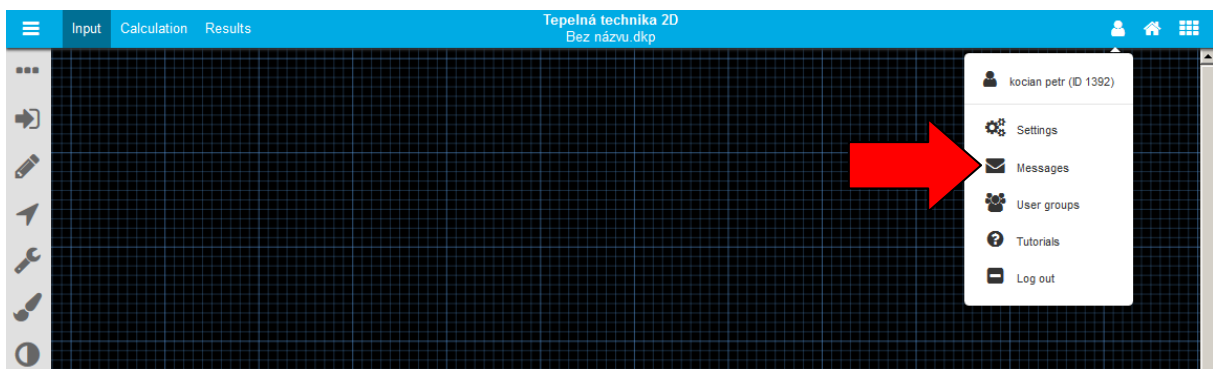 Input Calculation Results
Tepelná technika 2D
Bez názvu.dkp
kocian petr (ID 1392)
Settings
Messages
User groups
Tutorials
Log out